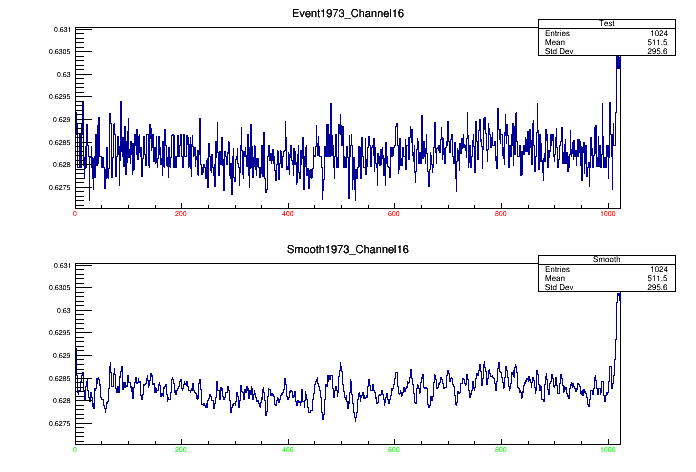 Event1973_Channel16
Test
Entries 1024
Mean 511.5
Std Dev 295.6
0.631
0.6305
0.63
0.6295
0.629
0.6285
0.628
0.6275
0 200 400 600 800 1000
Smooth1973_Channel16
Smooth
Entries 1024
Mean 511.5
Std Dev 295.6
0.631
0.6305
0.63
0.6295
0.629
0.6285
0.628
0.6275
0 200 400 600 800 1000